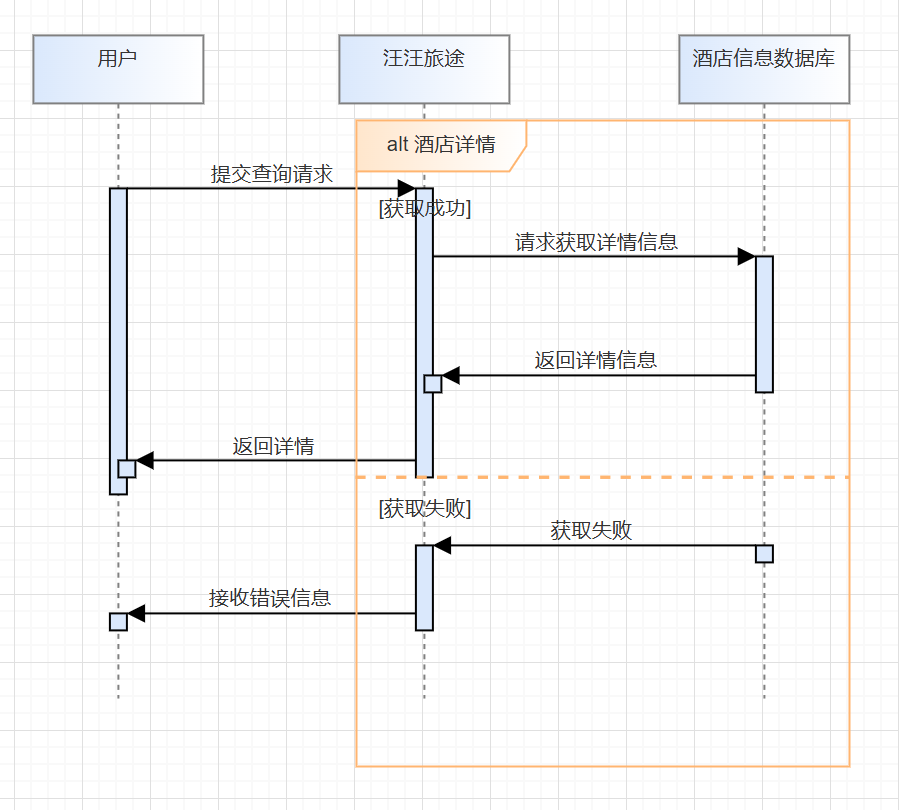 用户
汪汪旅途
酒店信息数据库
alt 酒店详情
提交查询请求
[获取成功]
请求获取详情信息
返回详情信息
返回详情
[获取失败]
获取失败
接收错误信息